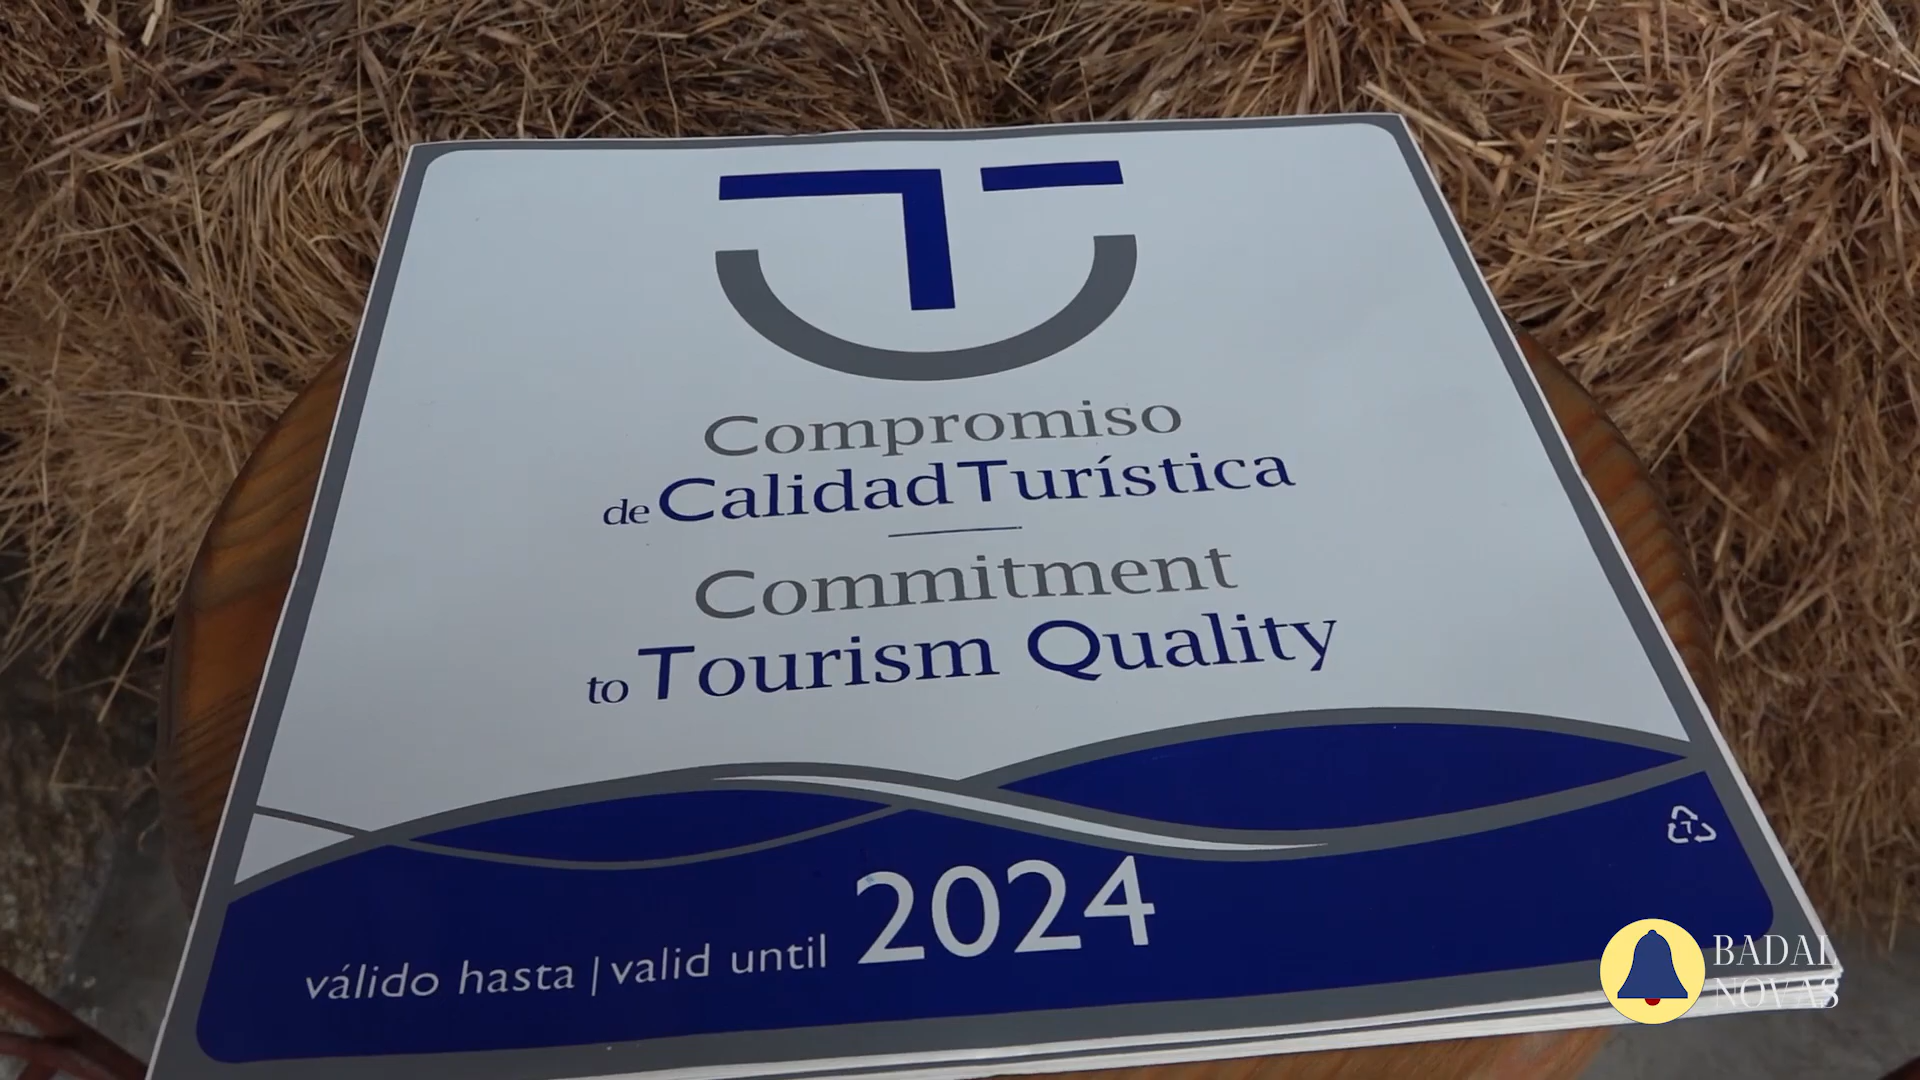 Compromiso
de Calidad Turística
Commitment
to Tourism Quality
válido hasta | valid until 2024
BADAL
NOVAS